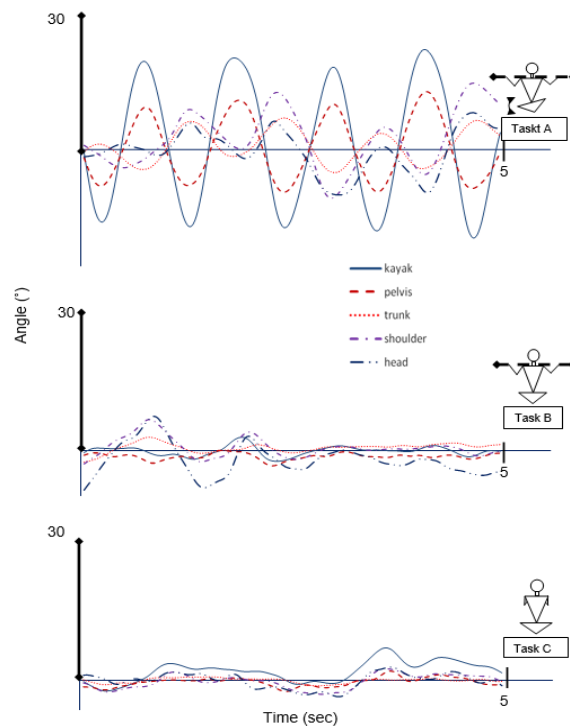 30
Taskt A
5
kayak
pelvis
trunk
shoulder
head
Angle (˚)
30
Task B
5
30
Task C
5
Time (sec)